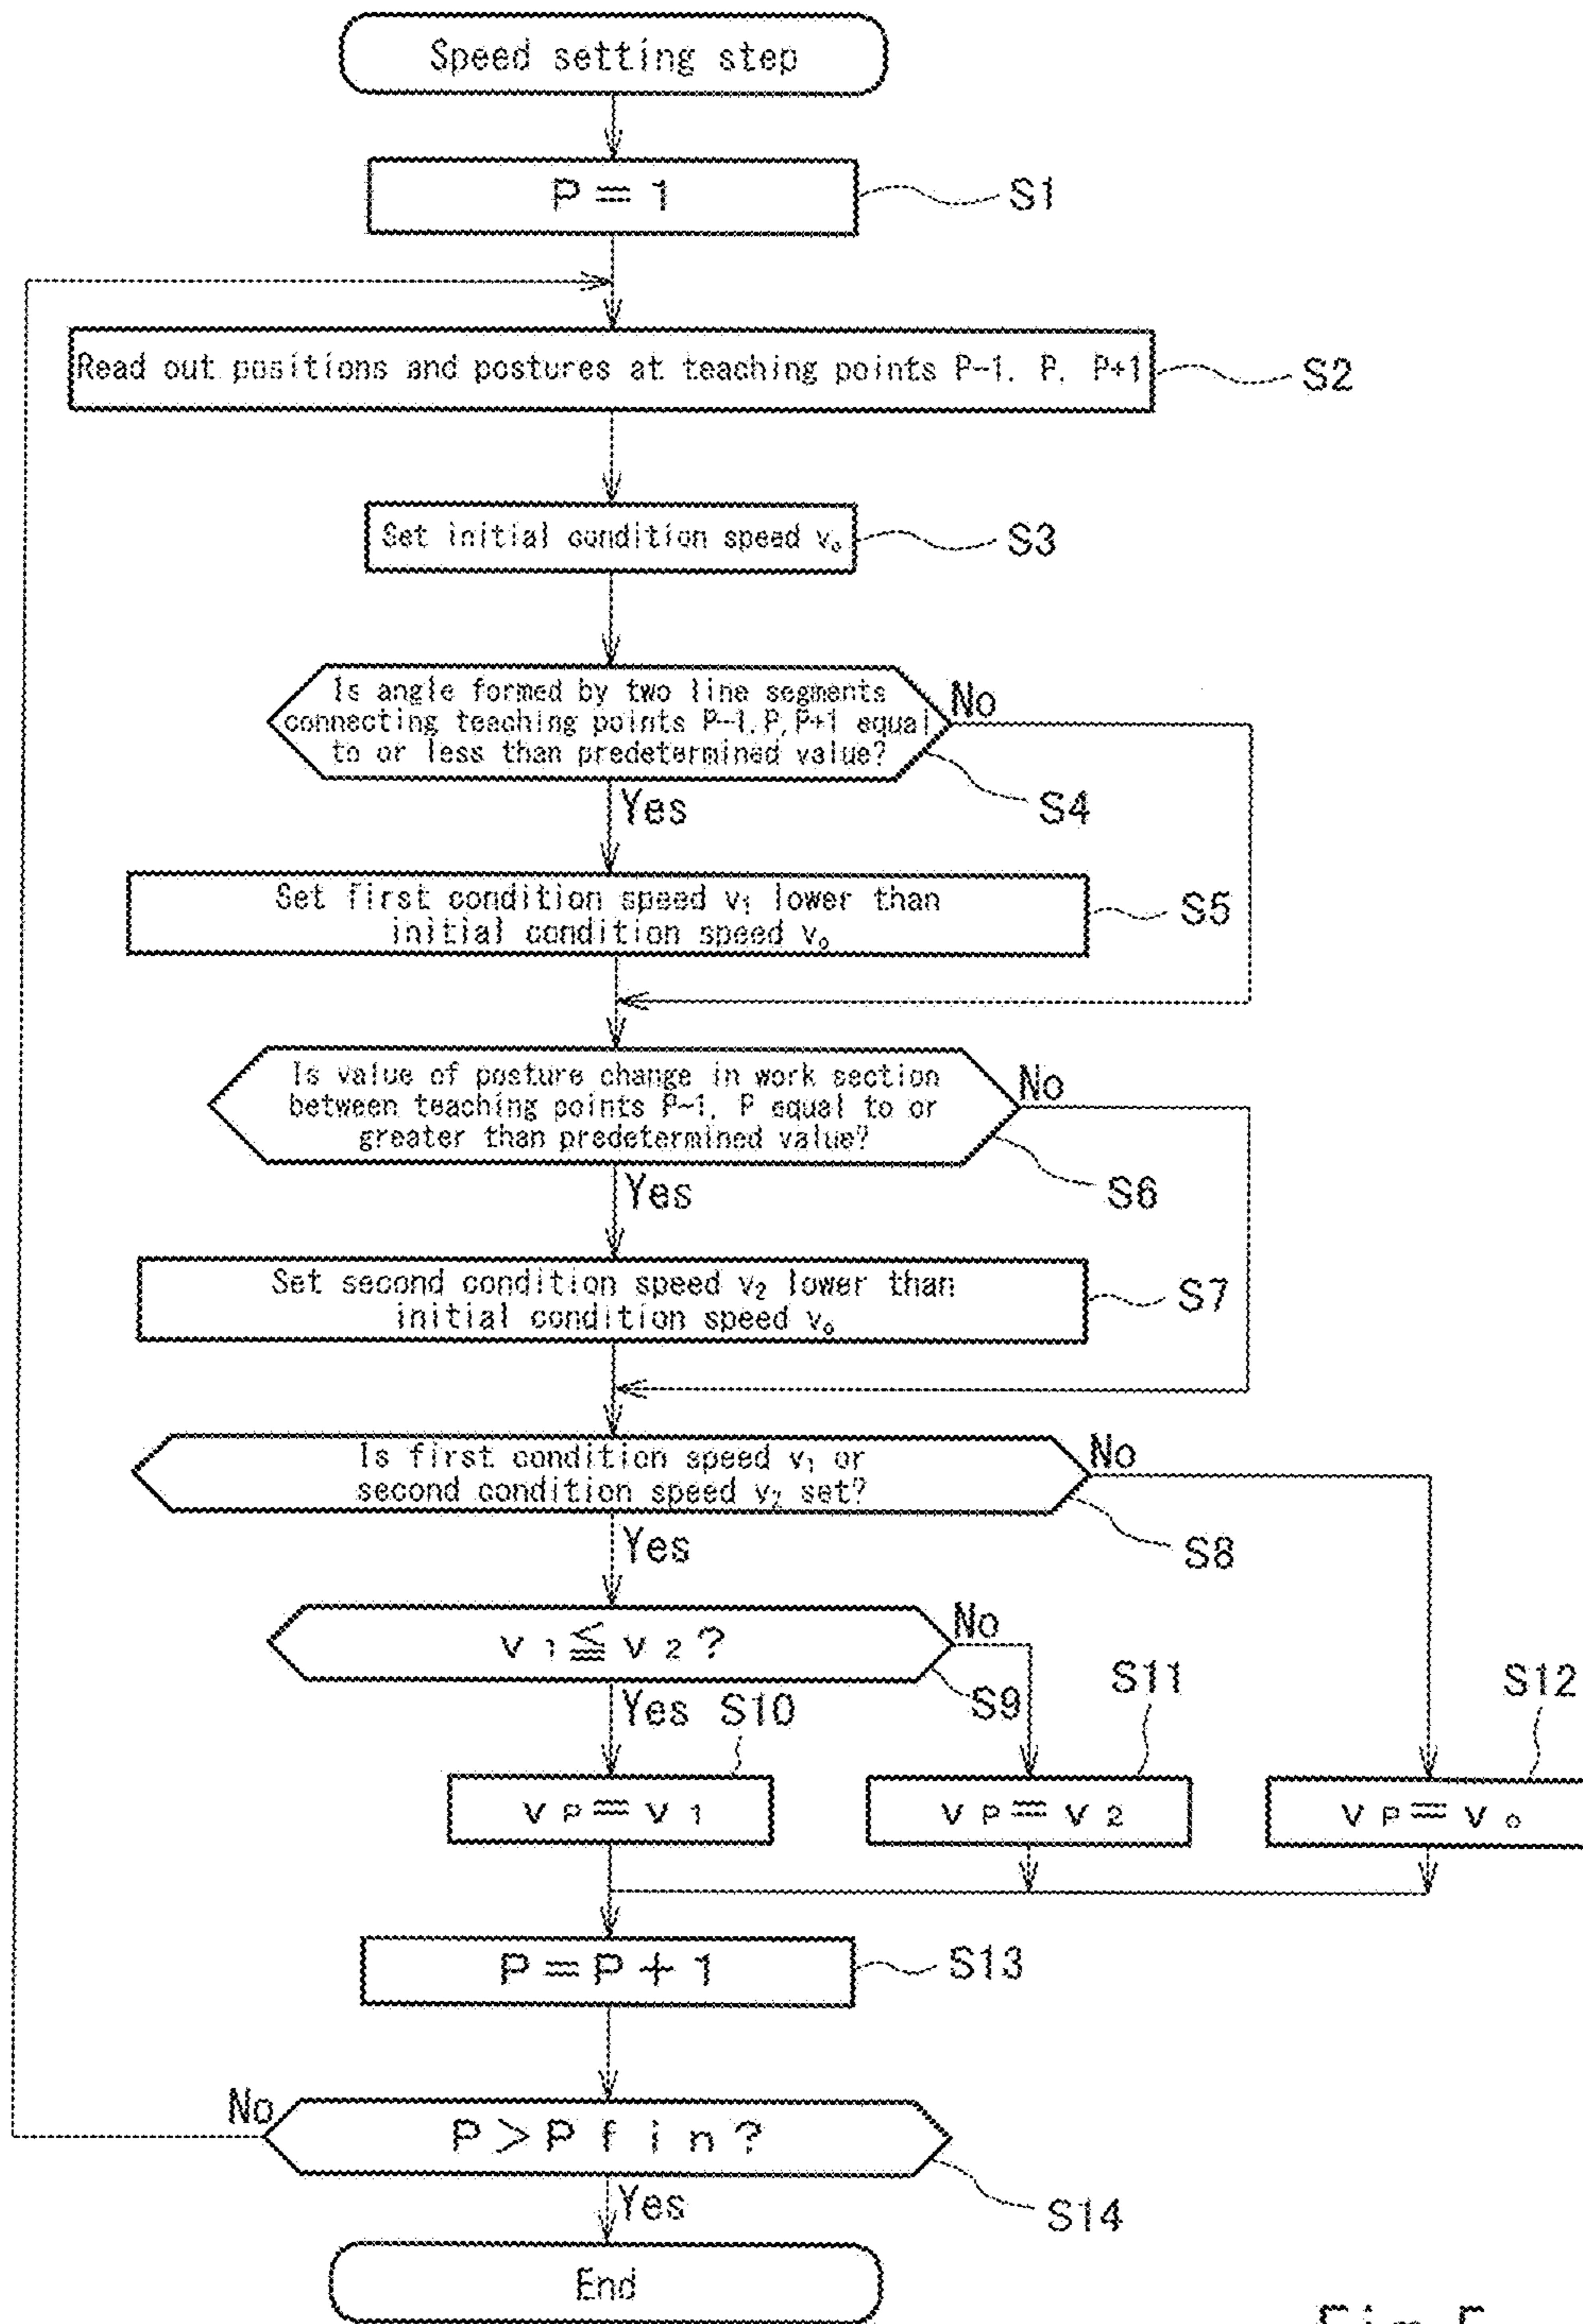 Speed setting step
P=1
S1
Read out positions and postures at teaching points P-1, P, P+1
S2
Set initial condition speed v₀
S3
Is angle formed by two line segments
connecting teaching points P-1,P,P+1 equal
to or less than predetermined value?
No
S4
Yes
Set first condition speed v₁ lower than
initial condition speed v₀
S5
Is value of posture change in work section
between teaching points P-1, P equal to or
greater than predetermined value?
No
S6
Yes
Set second condition speed v₂ lower than
initial condition speed v₀
S7
Is first condition speed v₁ or
second condition speed v₂ set?
No
S8
Yes
v₁≦v₂?
No
S9
Yes
S10
S11
S12
vP=v₁
vP=v₂
vP=v₀
P=P+1
S13
No
P>Pfin?
S14
Yes
End